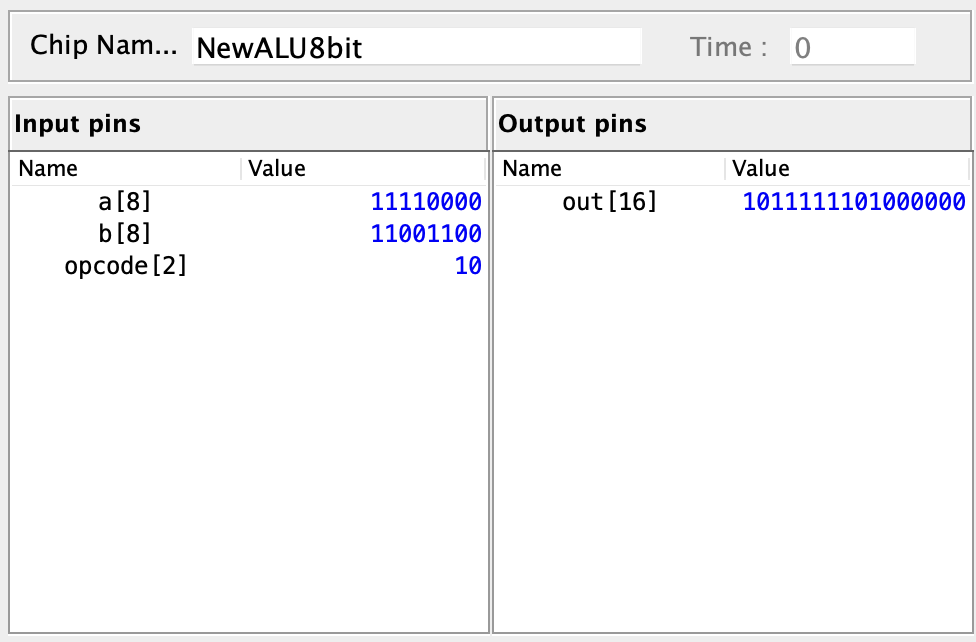 Chip Nam... NewALU8bit Time : 0
Input pins Output pins
Name Value Name Value
a[8] 11110000 out[16] 1011111101000000
b[8] 11001100
opcode[2] 10